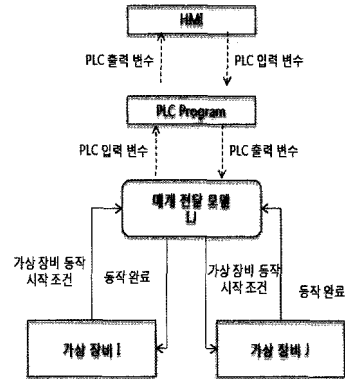 HMI
PLC 출력 변수
PLC 입력 변수
PLC Program
PLC 입력 변수
PLC 출력 변수
매개 전달 모델
I.J
가상 장비 동작
시작 조건
동작 완료
가상 장비 동작
시작 조건
동작 완료
가상 장비 I
가상 장비 J